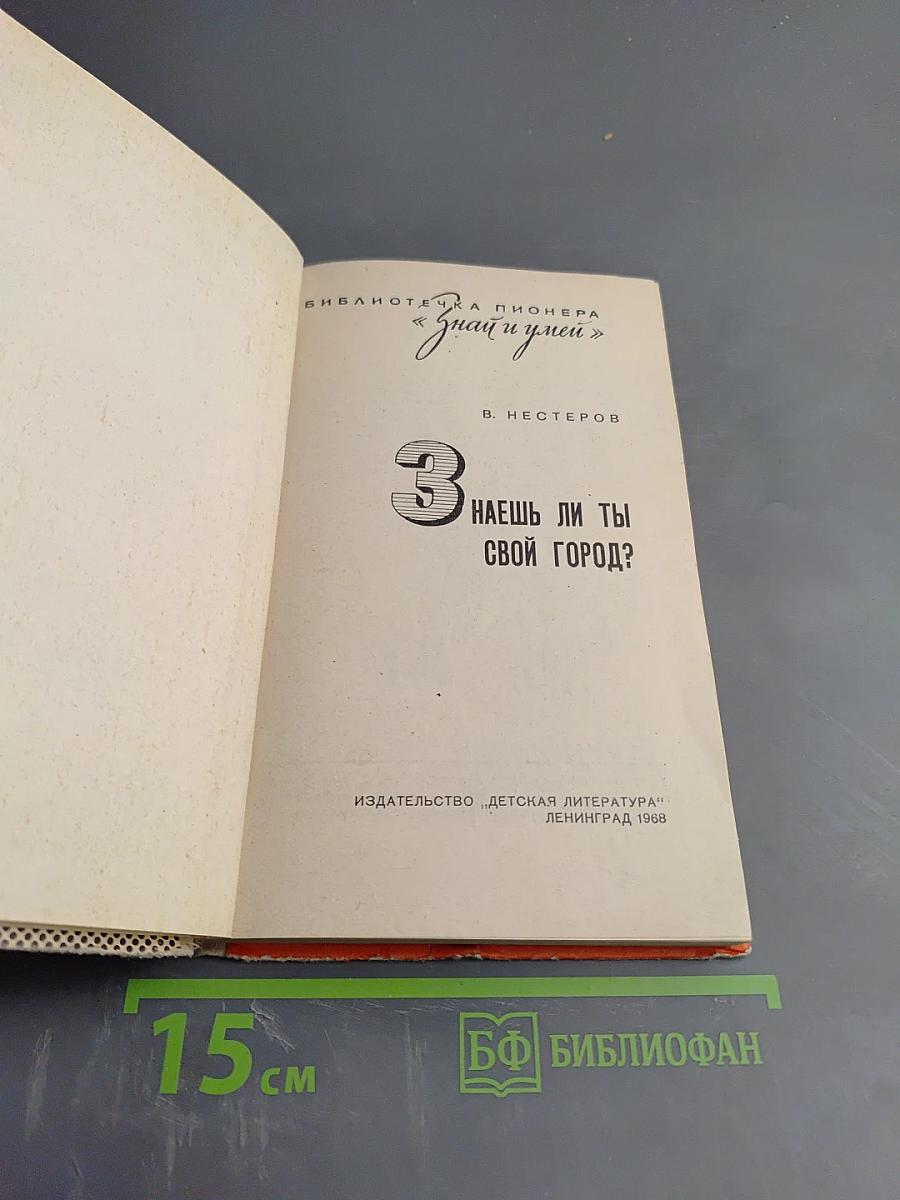 БИБЛИОТЕЧКА ПИОНЕРА
« Знай и умей »
В. НЕСТЕРОВ
ЗНАЕШЬ ЛИ ТЫ
СВОЙ ГОРОД?
ИЗДАТЕЛЬСТВО „ДЕТСКАЯ ЛИТЕРАТУРА“
ЛЕНИНГРАД 1968
15 см
БФ БИБЛИОФАН